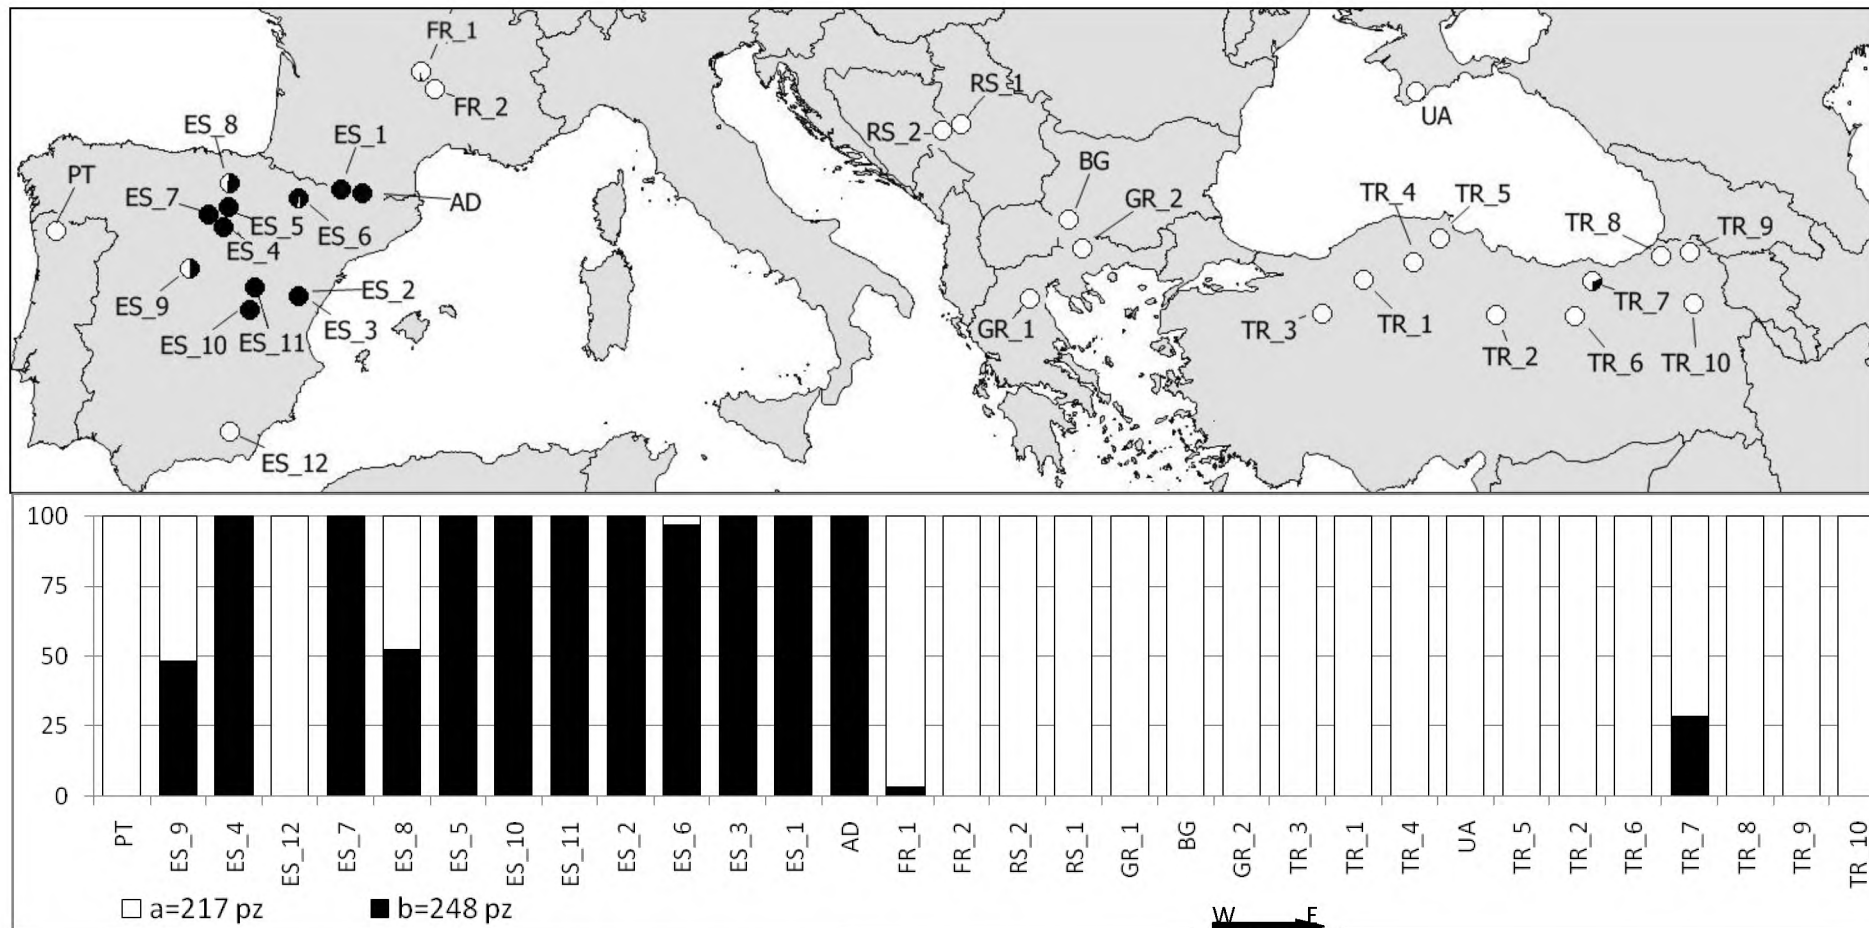 FR_1
FR_2
ES_8
ES_1
PT
ES_7
AD
ES_5
ES_6
ES_4
ES_9
ES_2
ES_3
ES_10
ES_11
ES_12
RS_1
RS_2
UA
BG
GR_2
GR_1
TR_4
TR_5
TR_8
TR_9
TR_7
TR_3
TR_1
TR_2
TR_6
TR_10
100
75
50
25
0
PT
ES_9
ES_4
ES_12
ES_7
ES_8
ES_5
ES_10
ES_11
ES_2
ES_6
ES_3
ES_1
AD
FR_1
FR_2
RS_2
RS_1
GR_1
BG
GR_2
TR_3
TR_1
TR_4
UA
TR_5
TR_2
TR_6
TR_7
TR_8
TR_9
TR_10
a=217 pz
b=248 pz
W E